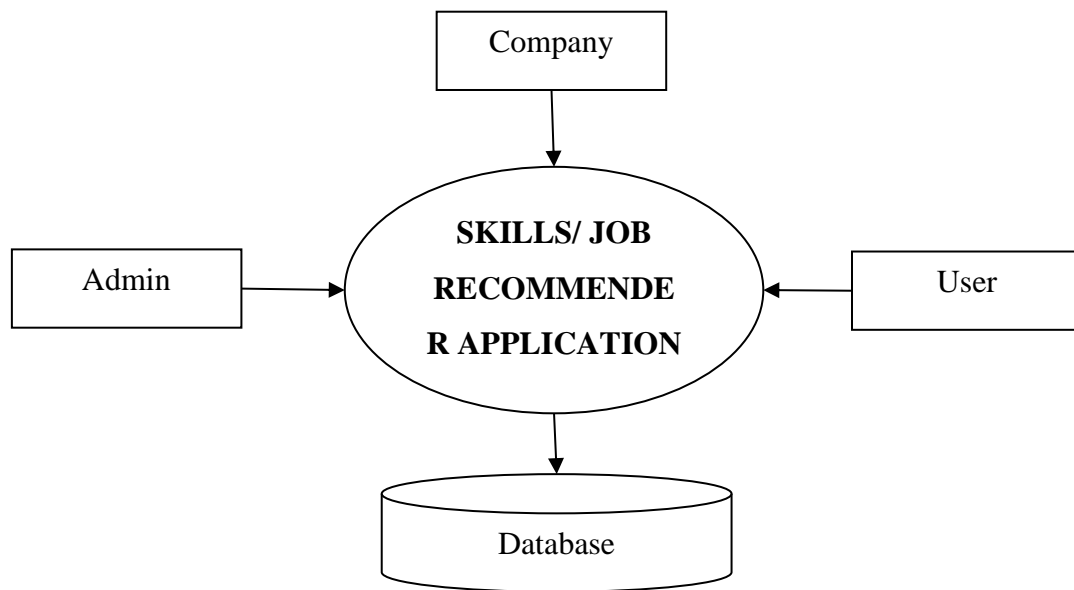 Company
SKILLS/ JOB
Admin
RECOMMENDE
User
R APPLICATION
Database